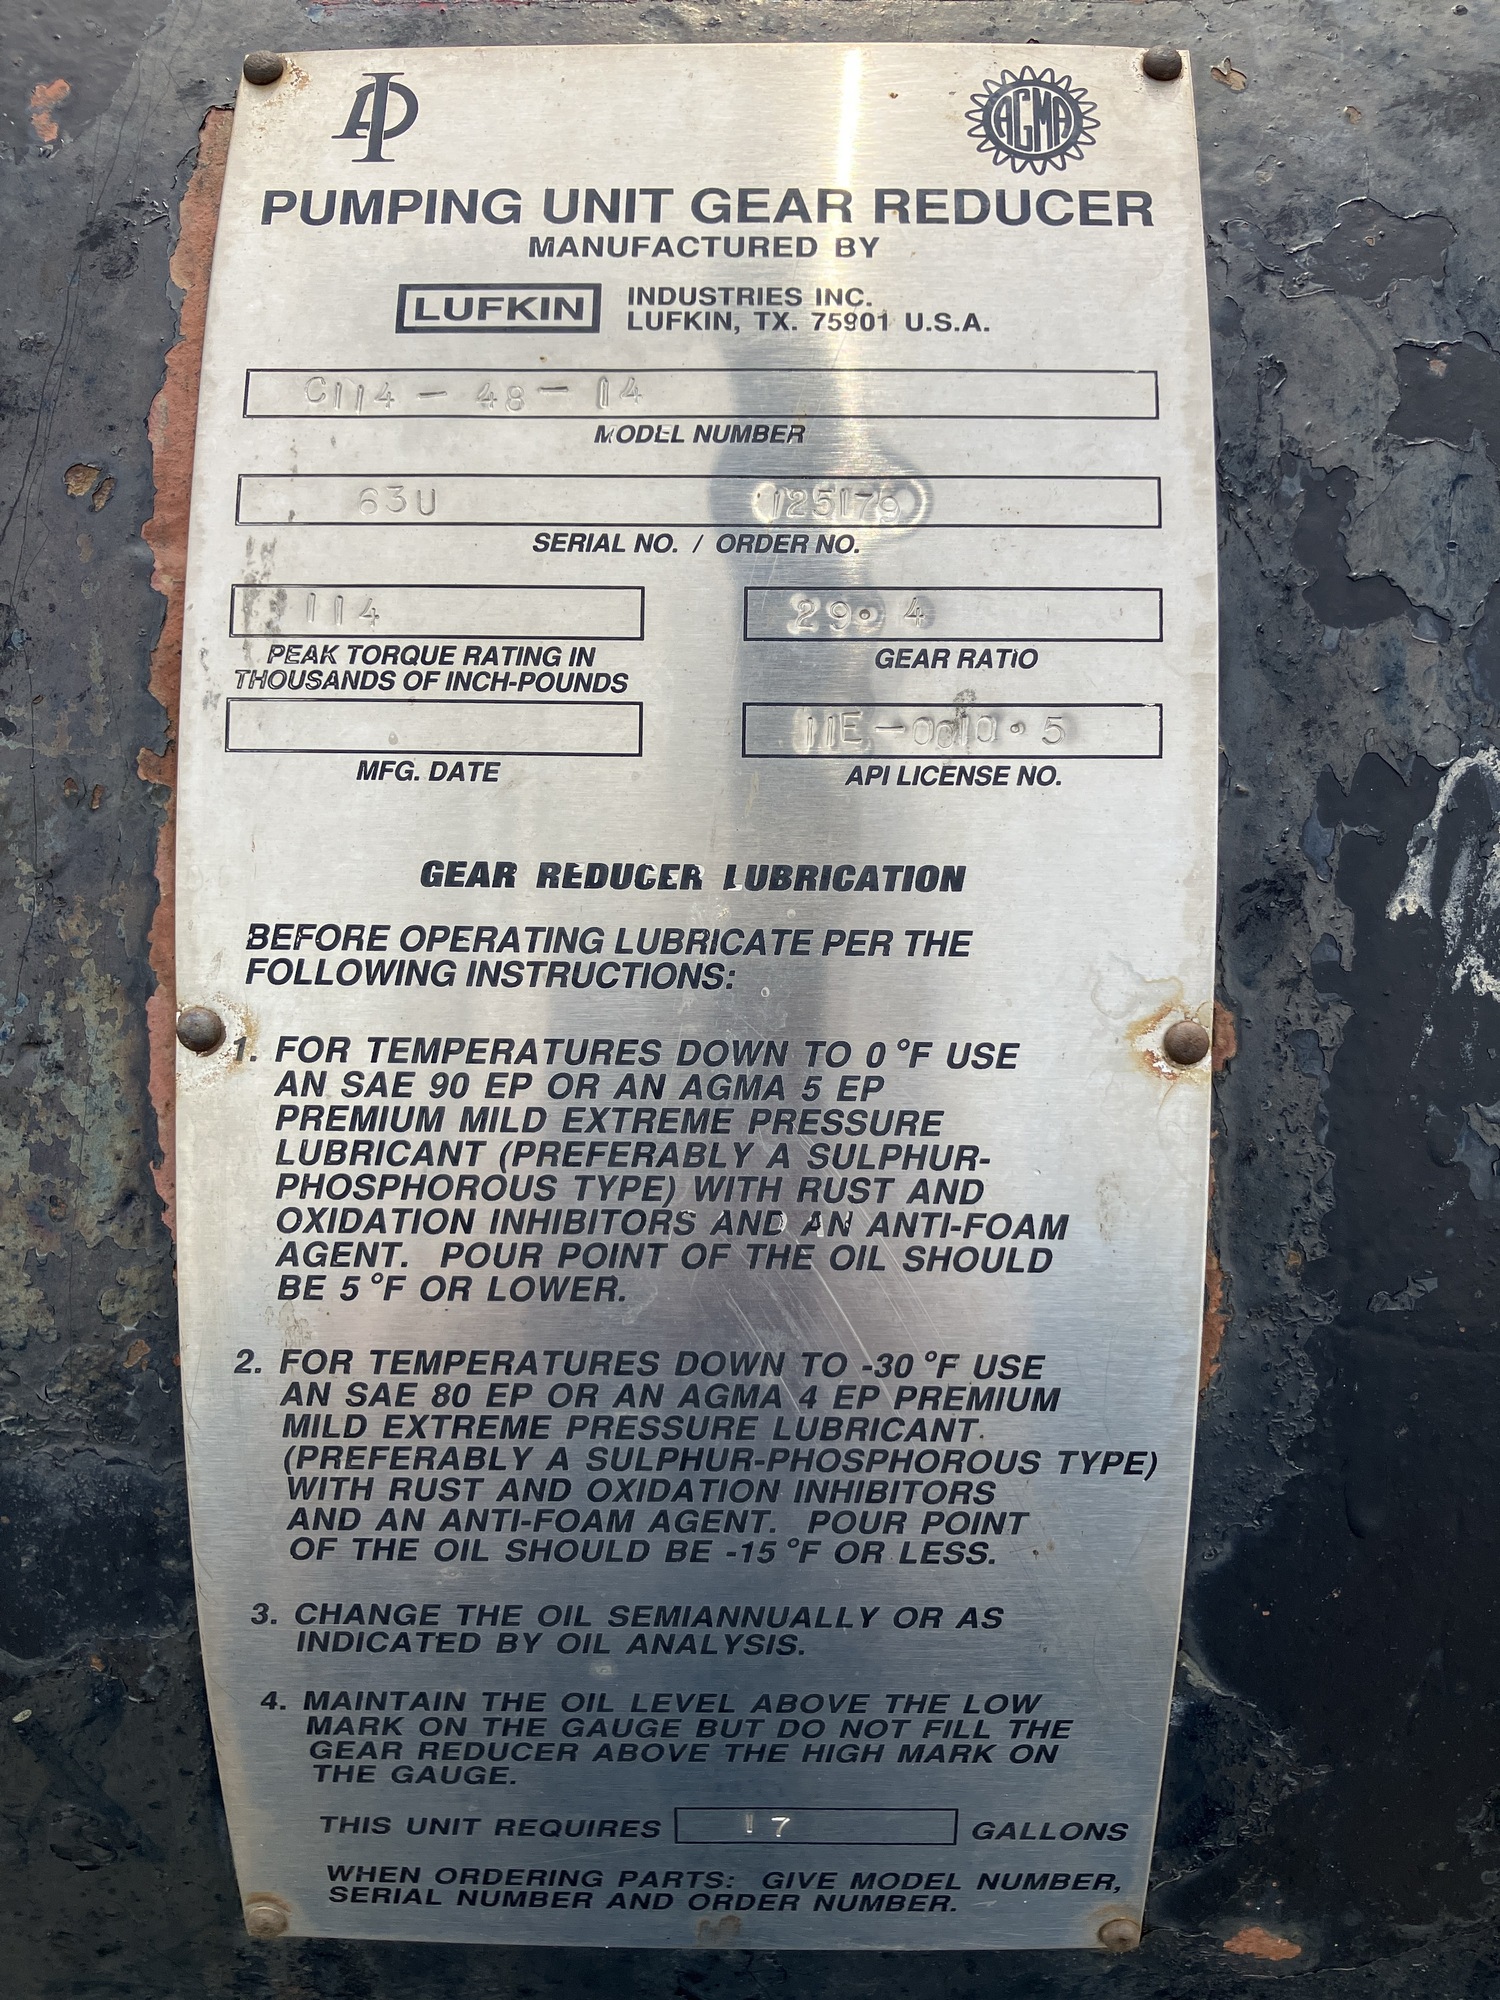 API
AGMA
PUMPING UNIT GEAR REDUCER
MANUFACTURED BY
LUFKIN INDUSTRIES INC.
LUFKIN, TX. 75901 U.S.A.
C114-48-14
MODEL NUMBER
63U 125179
SERIAL NO. / ORDER NO.
114 29.4
PEAK TORQUE RATING IN
THOUSANDS OF INCH-POUNDS
GEAR RATIO
11E-0010.5
MFG. DATE
API LICENSE NO.
GEAR REDUCER LUBRICATION
BEFORE OPERATING LUBRICATE PER THE
FOLLOWING INSTRUCTIONS:
1. FOR TEMPERATURES DOWN TO 0 °F USE
AN SAE 90 EP OR AN AGMA 5 EP
PREMIUM MILD EXTREME PRESSURE
LUBRICANT (PREFERABLY A SULPHUR-
PHOSPHOROUS TYPE) WITH RUST AND
OXIDATION INHIBITORS AND AN ANTI-FOAM
AGENT. POUR POINT OF THE OIL SHOULD
BE 5 °F OR LOWER.
2. FOR TEMPERATURES DOWN TO -30 °F USE
AN SAE 80 EP OR AN AGMA 4 EP PREMIUM
MILD EXTREME PRESSURE LUBRICANT
(PREFERABLY A SULPHUR-PHOSPHOROUS TYPE)
WITH RUST AND OXIDATION INHIBITORS
AND AN ANTI-FOAM AGENT. POUR POINT
OF THE OIL SHOULD BE -15 °F OR LESS.
3. CHANGE THE OIL SEMIANNUALLY OR AS
INDICATED BY OIL ANALYSIS.
4. MAINTAIN THE OIL LEVEL ABOVE THE LOW
MARK ON THE GAUGE BUT DO NOT FILL THE
GEAR REDUCER ABOVE THE HIGH MARK ON
THE GAUGE.
THIS UNIT REQUIRES 17 GALLONS
WHEN ORDERING PARTS: GIVE MODEL NUMBER,
SERIAL NUMBER AND ORDER NUMBER.